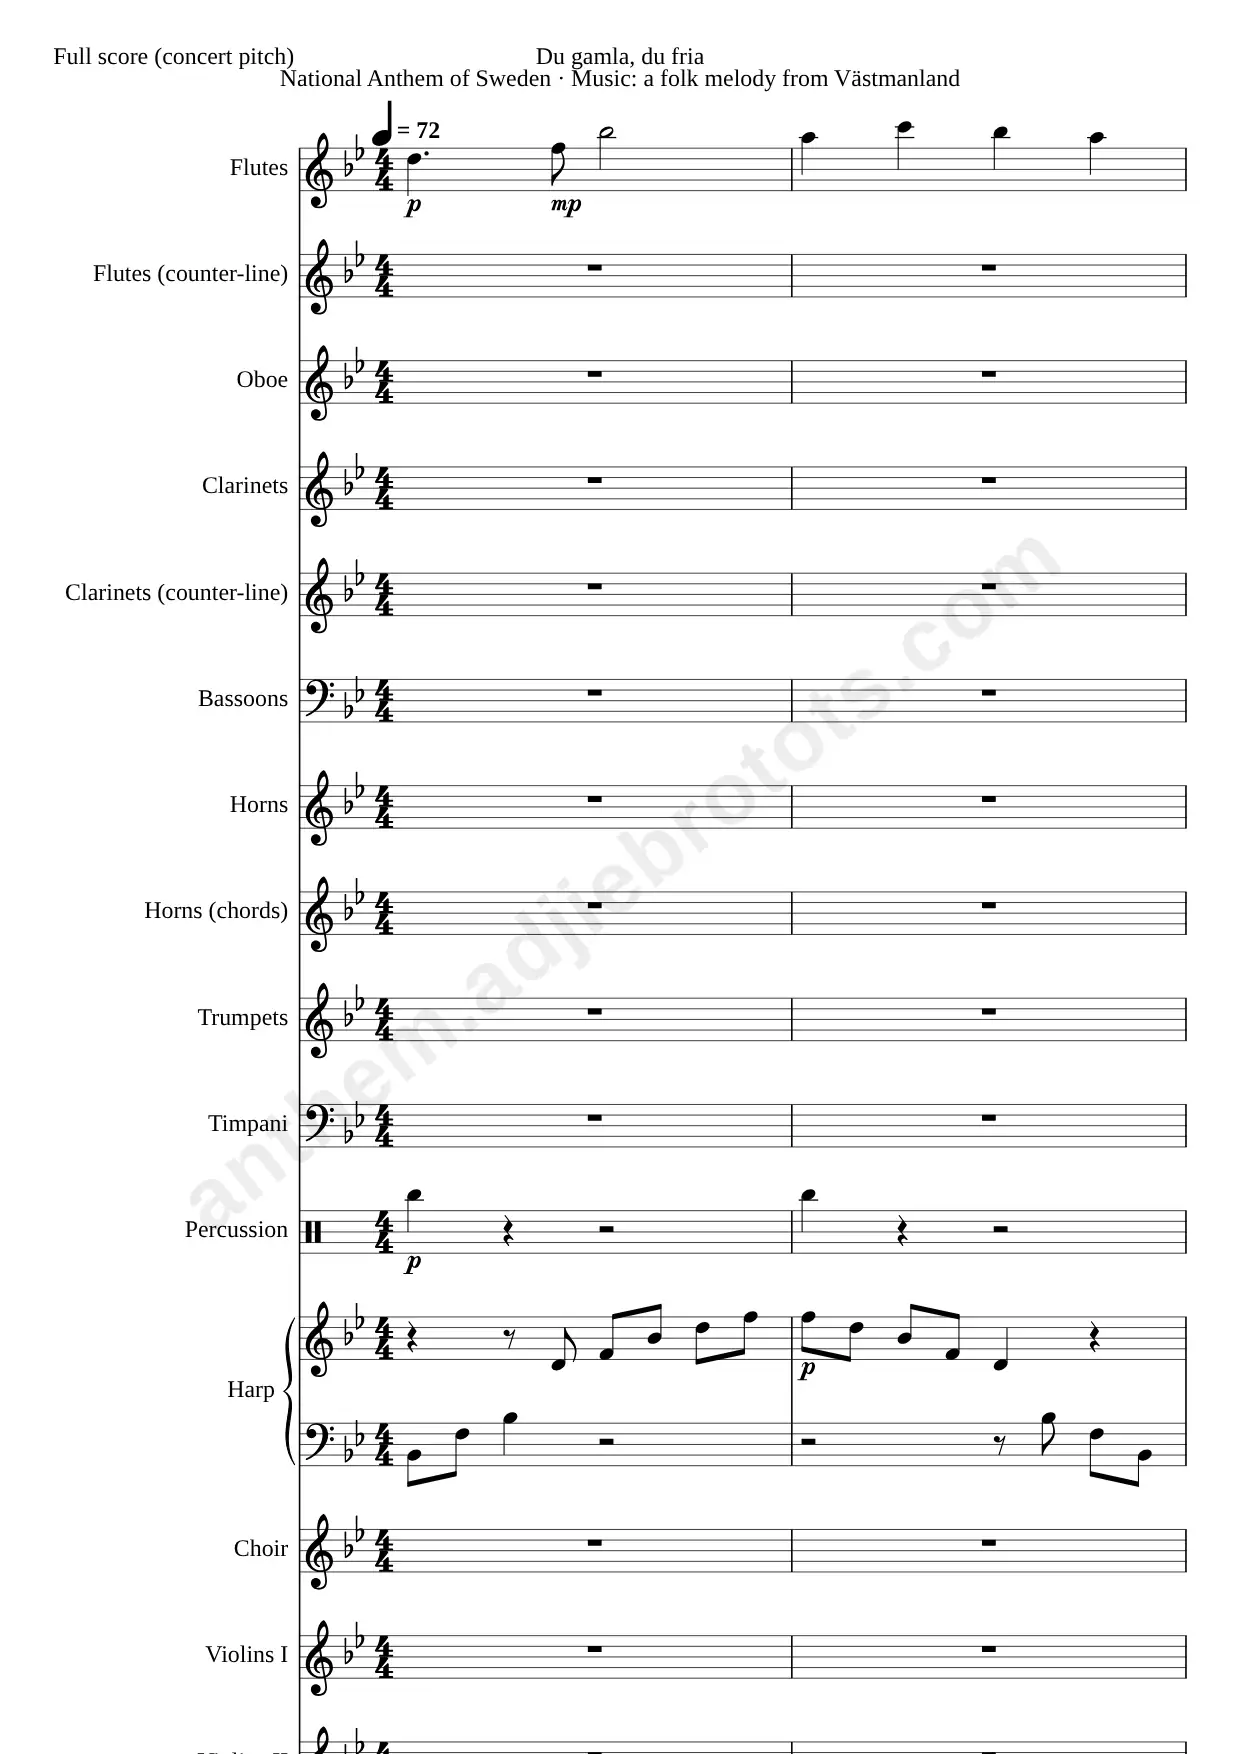 Full score (concert pitch)
Du gamla, du fria
National Anthem of Sweden · Music: a folk melody from Västmanland
= 72
Flutes
p
mp
Flutes (counter-line)
Oboe
Clarinets
Clarinets (counter-line)
Bassoons
Horns
Horns (chords)
Trumpets
Timpani
Percussion
p
p
Harp
Choir
Violins I
anthem.adjiebrotots.com